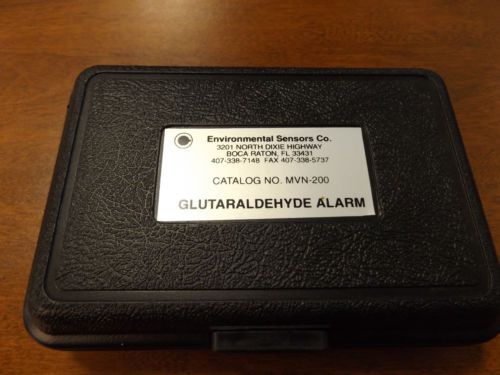 Environmental Sensors Co.
3201 NORTH DIXIE HIGHWAY
BOCA RATON, FL 33431
407-338-7148 FAX 407-338-5737
CATALOG NO. MVN-200
GLUTARALDEHYDE ALARM